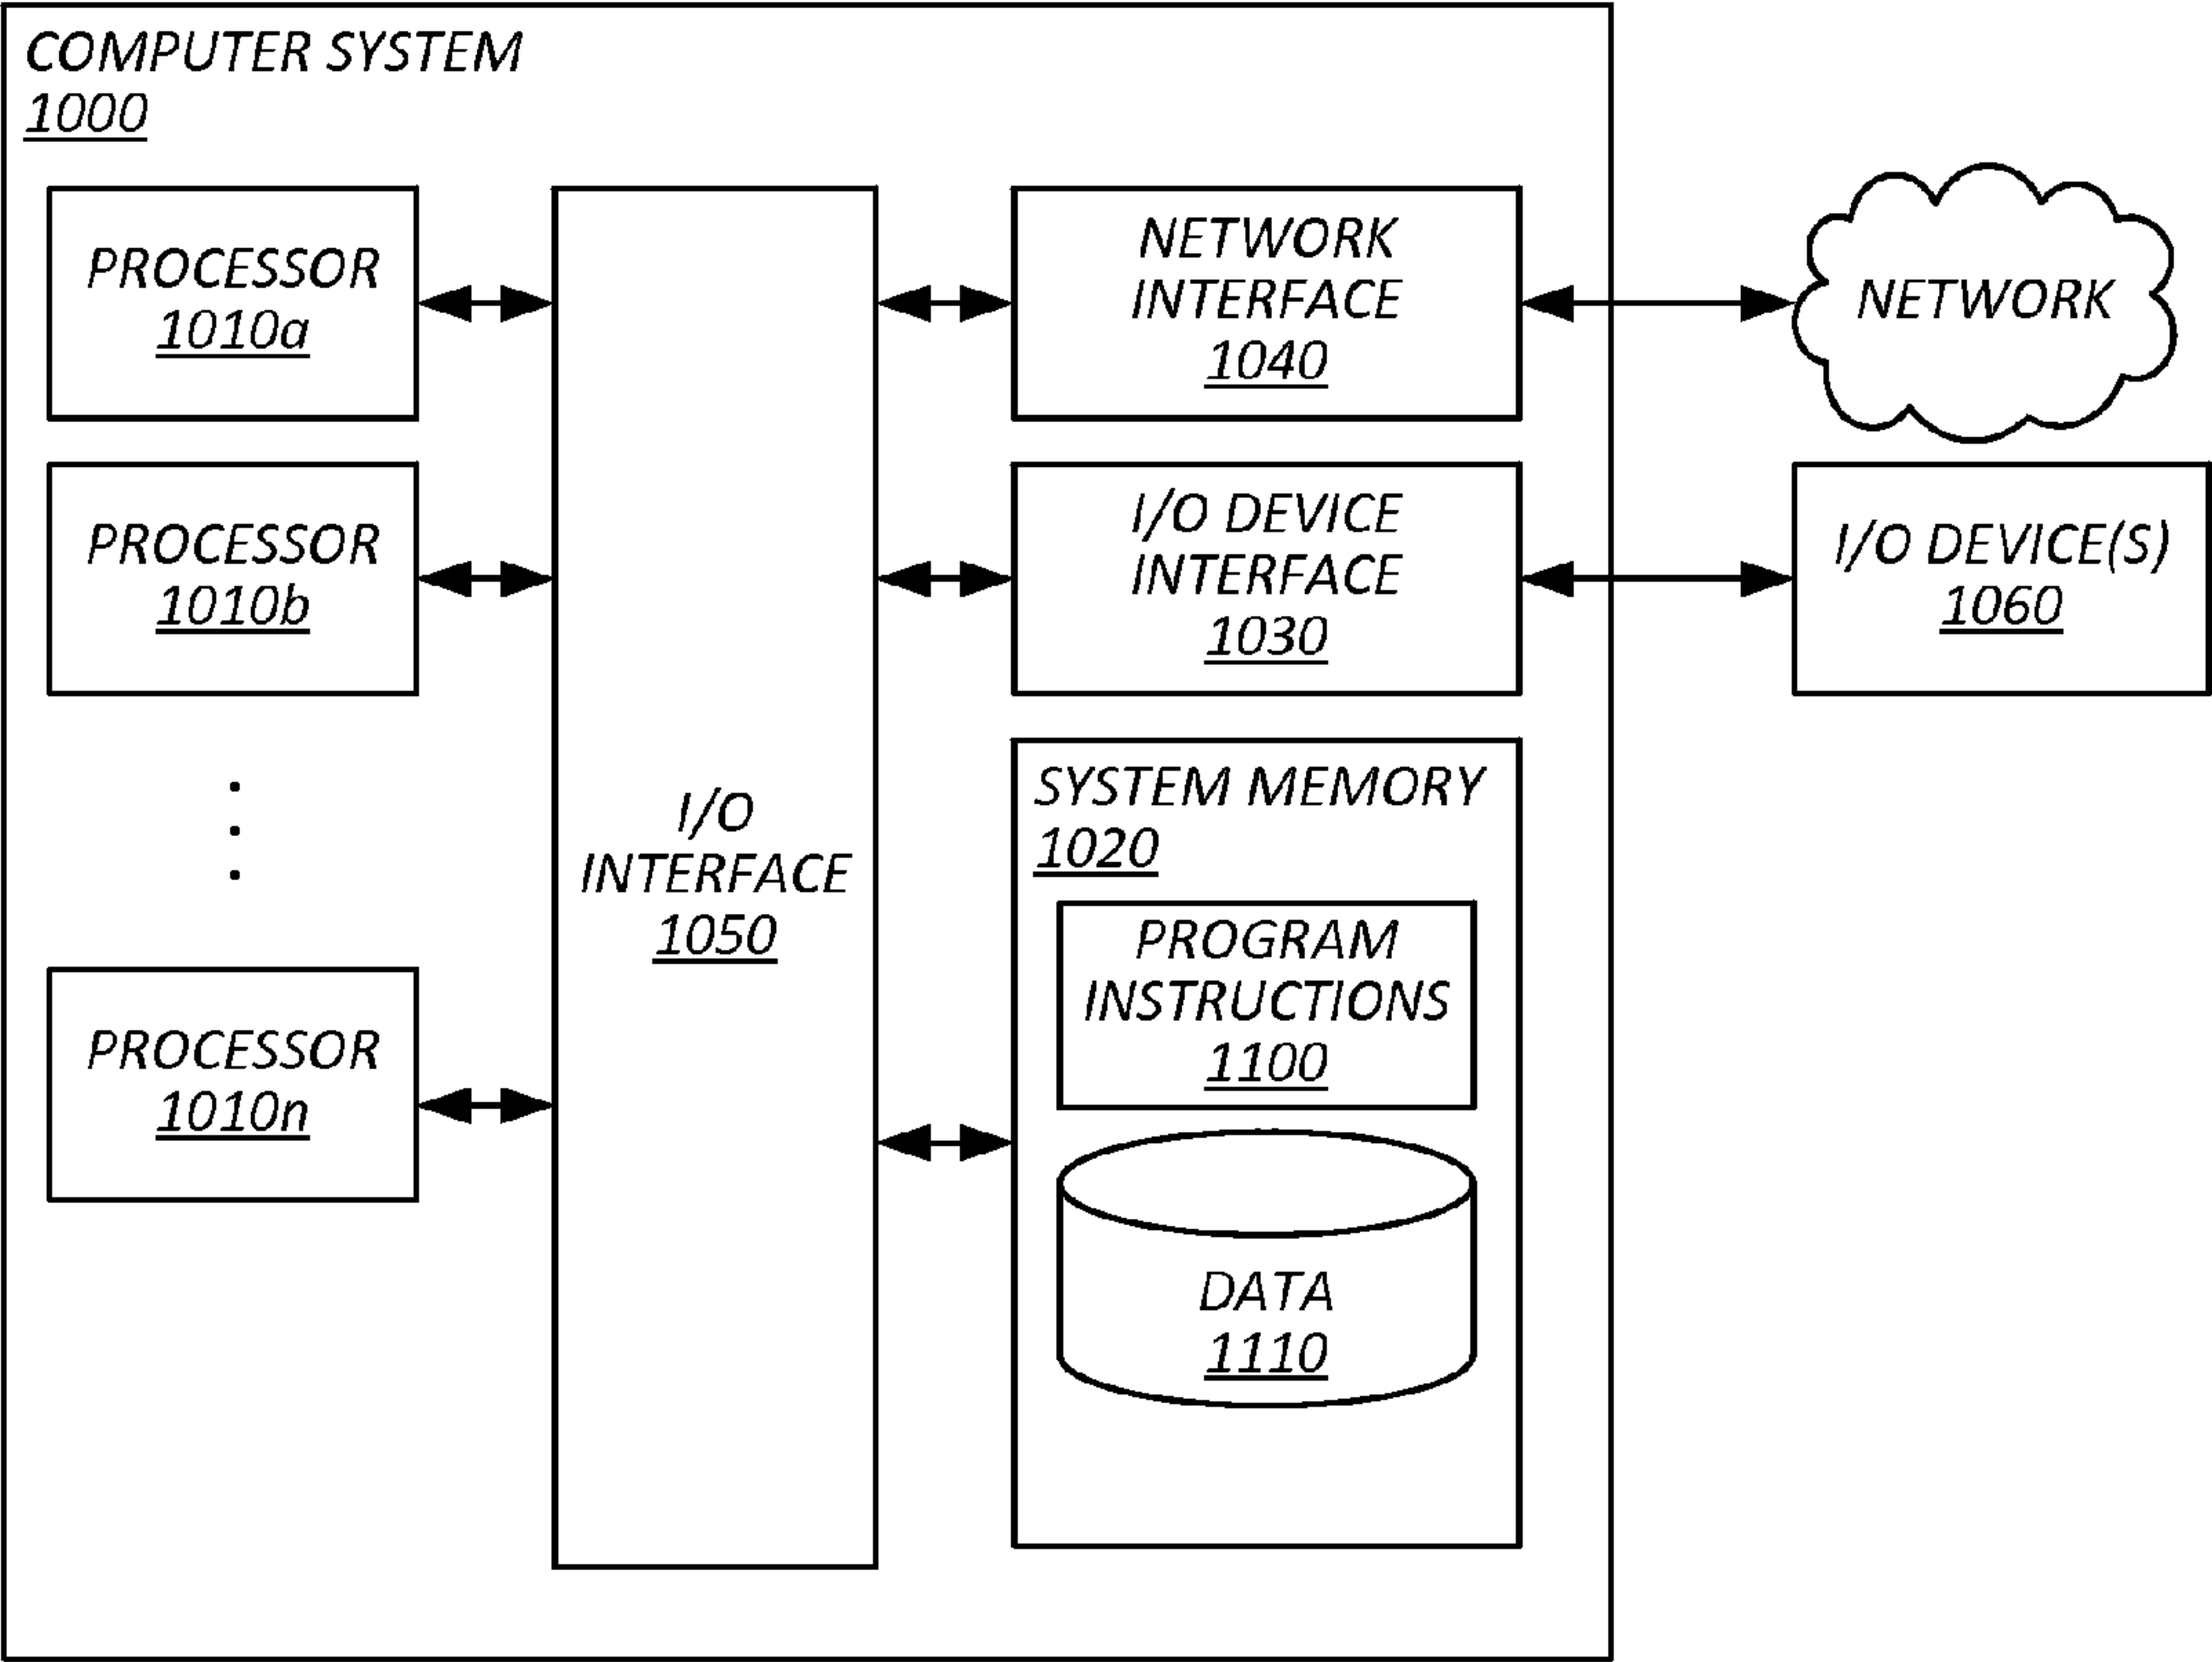 COMPUTER SYSTEM
1000
PROCESSOR
1010a
PROCESSOR
1010b
PROCESSOR
1010n
I/O
INTERFACE
1050
NETWORK
INTERFACE
1040
I/O DEVICE
INTERFACE
1030
SYSTEM MEMORY
1020
PROGRAM
INSTRUCTIONS
1100
DATA
1110
NETWORK
I/O DEVICE(S)
1060